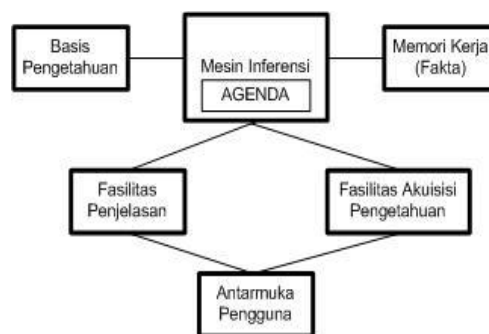 Basis
Pengetahuan
Mesin Inferensi
AGENDA
Memori Kerja
(Fakta)
Fasilitas
Penjelasan
Fasilitas Akuisisi
Pengetahuan
Antarmuka
Pengguna